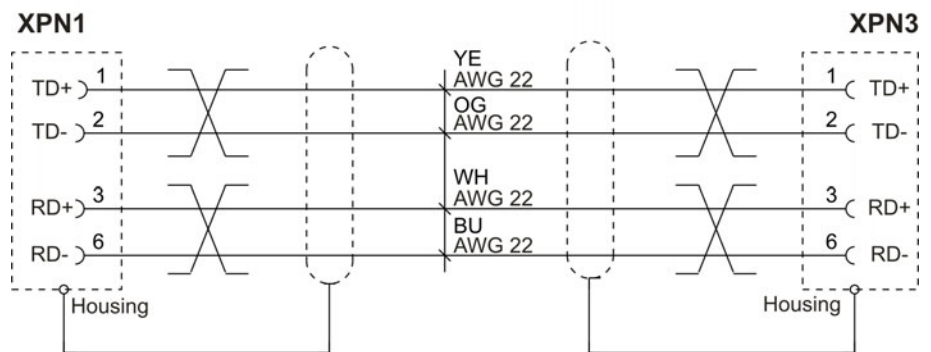 XPN1 XPN3
YE
TD+ 1 AWG 22 1 TD+
OG
TD- 2 AWG 22 2 TD-
WH
RD+ 3 AWG 22 3 RD+
BU
RD- 6 AWG 22 6 RD-
Housing Housing